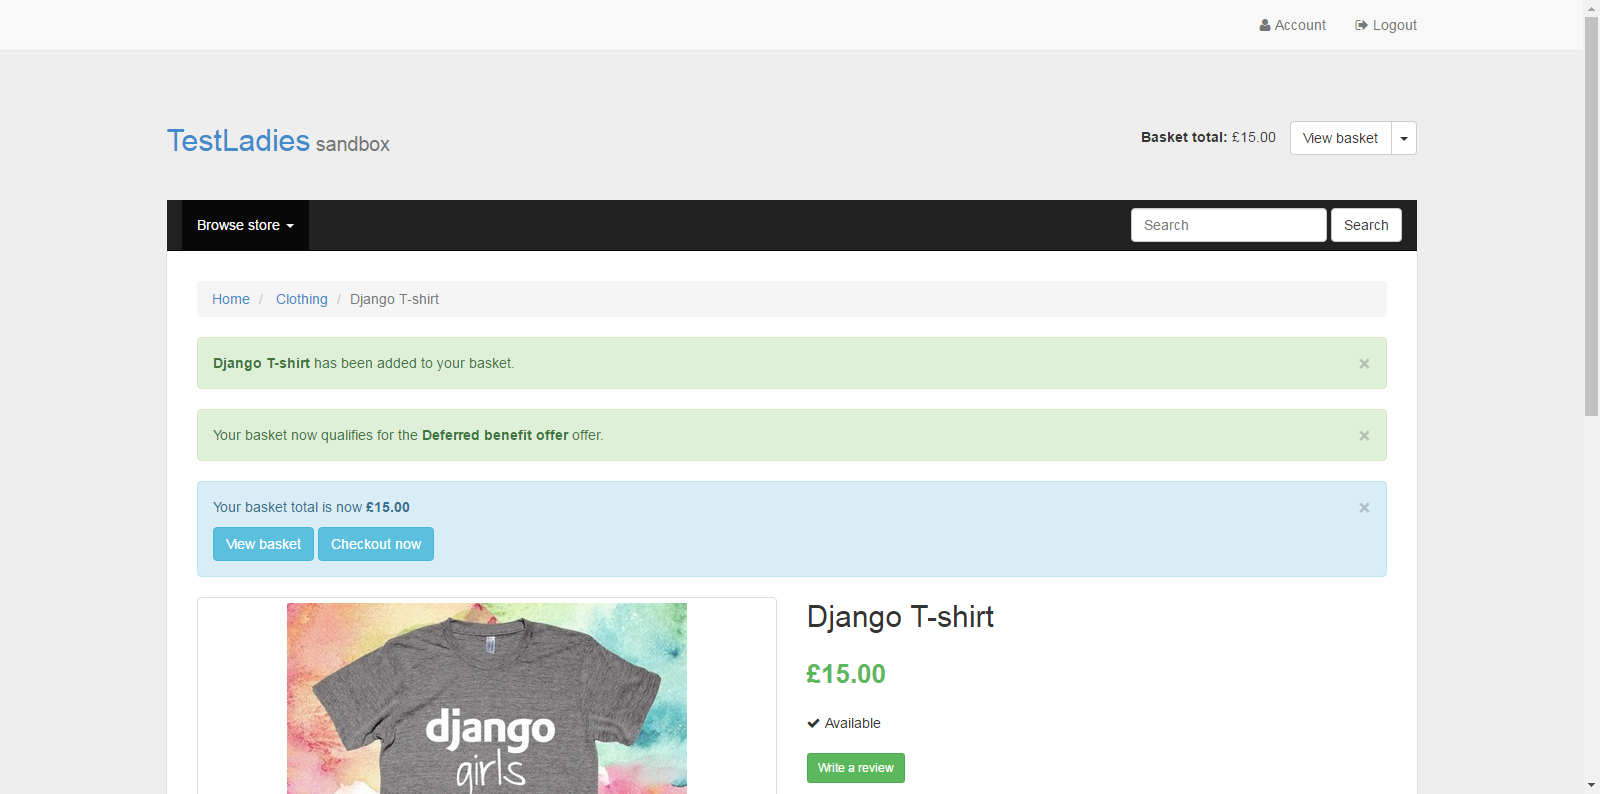 Account Logout
TestLadies sandbox
Basket total: £15.00 View basket
Browse store Search Search
Home / Clothing / Django T-shirt
Django T-shirt has been added to your basket. ×
Your basket now qualifies for the Deferred benefit offer offer. ×
Your basket total is now £15.00 ×
View basket Checkout now
Django T-shirt
£15.00
Available
Write a review
django
girls